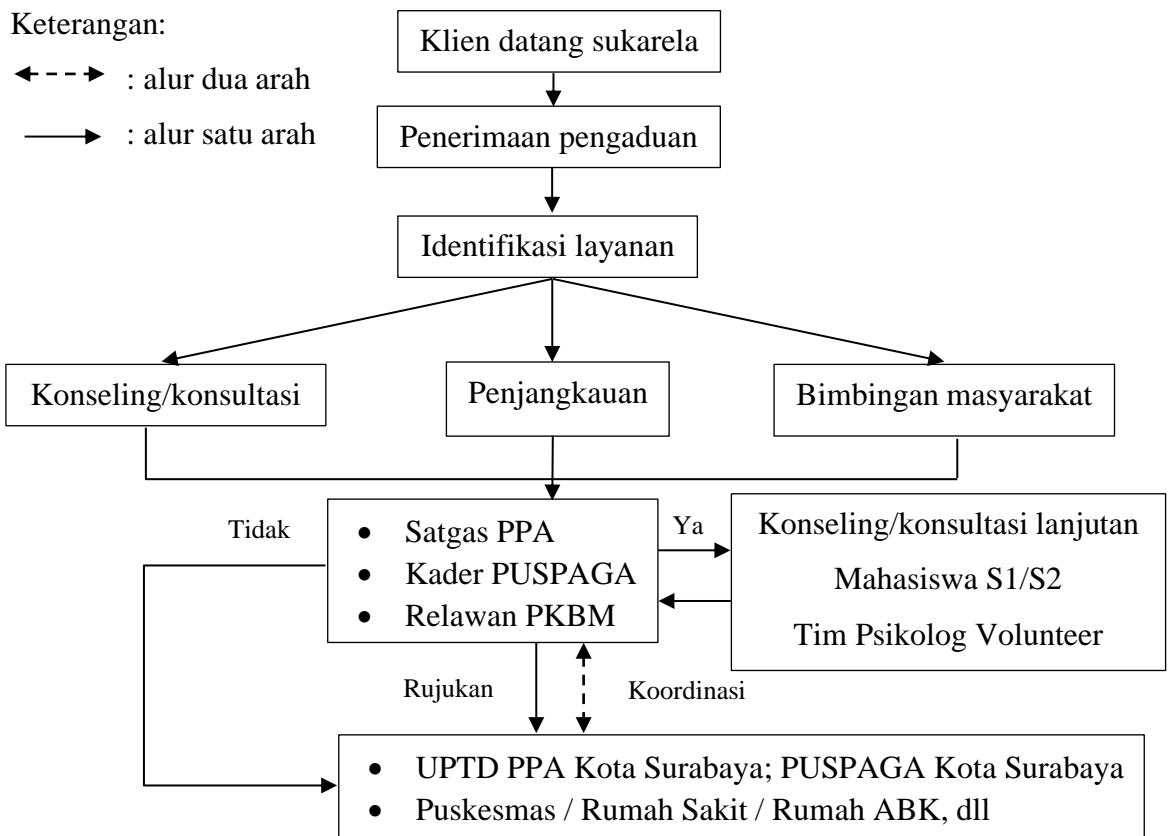 Keterangan:
: alur dua arah
: alur satu arah
Klien datang sukarela
Penerimaan pengaduan
Identifikasi layanan
Konseling/konsultasi
Penjangkauan
Bimbingan masyarakat
Tidak
• Satgas PPA
• Kader PUSPAGA
• Relawan PKBM
Ya
Konseling/konsultasi lanjutan
Mahasiswa S1/S2
Tim Psikolog Volunteer
Rujukan
Koordinasi
• UPTD PPA Kota Surabaya; PUSPAGA Kota Surabaya
• Puskesmas / Rumah Sakit / Rumah ABK, dll